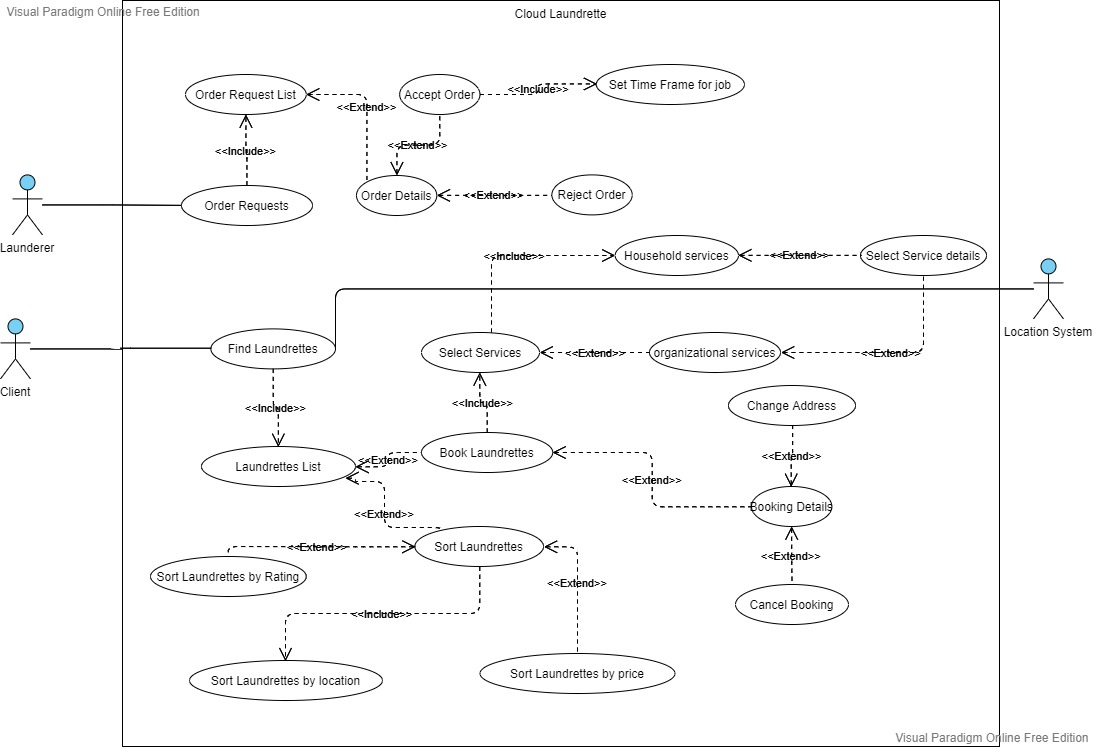 Visual Paradigm Online Free Edition
Cloud Laundrette
Order Request List
<<Extend>>
Accept Order
<<Include>>
Set Time Frame for job
<<Include>>
<<Extend>>
Order Requests
Order Details
<<Extend>>
Reject Order
Launderer
<<Include>>
Household services
<<Extend>>
Select Service details
Location System
Client
Find Laundrettes
Select Services
<<Extend>>
organizational services
<<Extend>>
<<Include>>
<<Include>>
Change Address
Laundrettes List
<<Extend>>
Book Laundrettes
<<Extend>>
<<Extend>>
Booking Details
<<Extend>>
Sort Laundrettes
<<Extend>>
Sort Laundrettes by Rating
<<Extend>>
<<Extend>>
Cancel Booking
<<Include>>
Sort Laundrettes by location
Sort Laundrettes by price
Visual Paradigm Online Free Edition